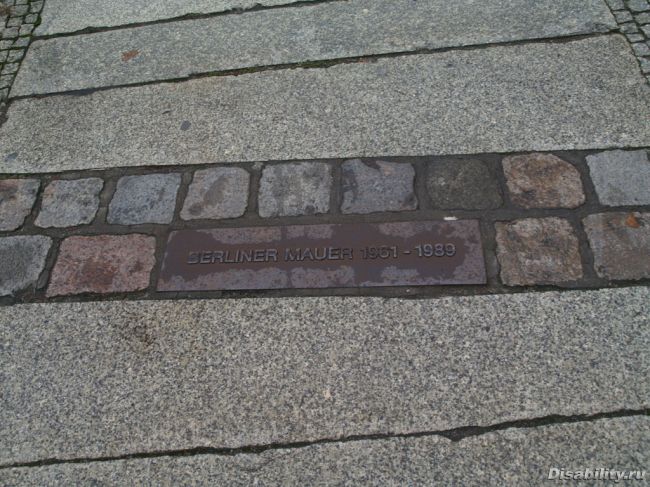 BERLINER MAUER 1961 - 1989
Disability.ru